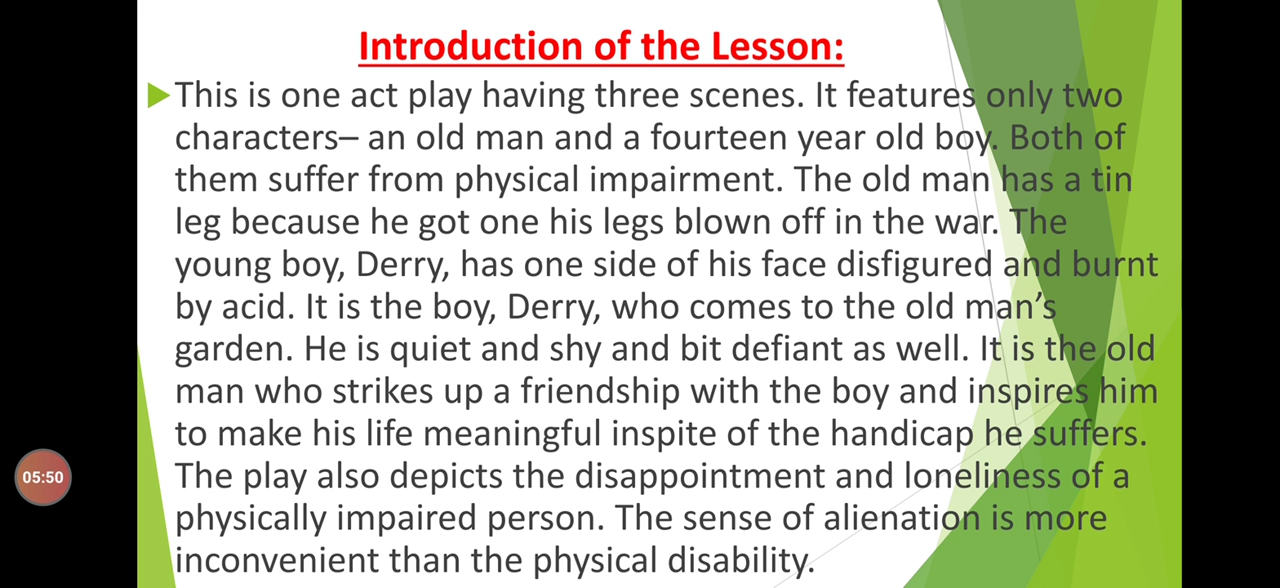 Introduction of the Lesson:
This is one act play having three scenes. It features only two
characters– an old man and a fourteen year old boy. Both of
them suffer from physical impairment. The old man has a tin
leg because he got one his legs blown off in the war. The
young boy, Derry, has one side of his face disfigured and burnt
by acid. It is the boy, Derry, who comes to the old man’s
garden. He is quiet and shy and bit defiant as well. It is the old
man who strikes up a friendship with the boy and inspires him
to make his life meaningful inspite of the handicap he suffers.
The play also depicts the disappointment and loneliness of a
physically impaired person. The sense of alienation is more
inconvenient than the physical disability.
05:50